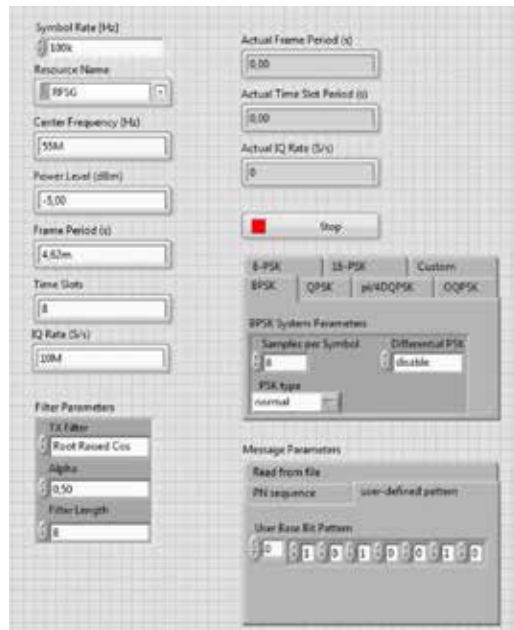 Symbol Rate (Hz)
100k
Resource Name
RFSG
Center Frequency (Hz)
55M
Power Level (dBm)
-5,00
Frame Period (s)
4,62m
Time Slots
8
IQ Rate (S/s)
10M
Filter Parameters
TX Filter
Root Raised Cos
Alpha
0,50
Filter Length
8
Actual Frame Period (s)
0,00
Actual Time Slot Period (s)
0,00
Actual IQ Rate (S/s)
0
Stop
8-PSK 16-PSK Custom
BPSK QPSK pi/4DQPSK OQPSK
BPSK System Parameters
Samples per Symbol Differential PSK
8 disable
PSK type
normal
Message Parameters
Read from file
PN sequence user-defined pattern
User Base Bit Pattern
0 1 0 1 0 0 1 0